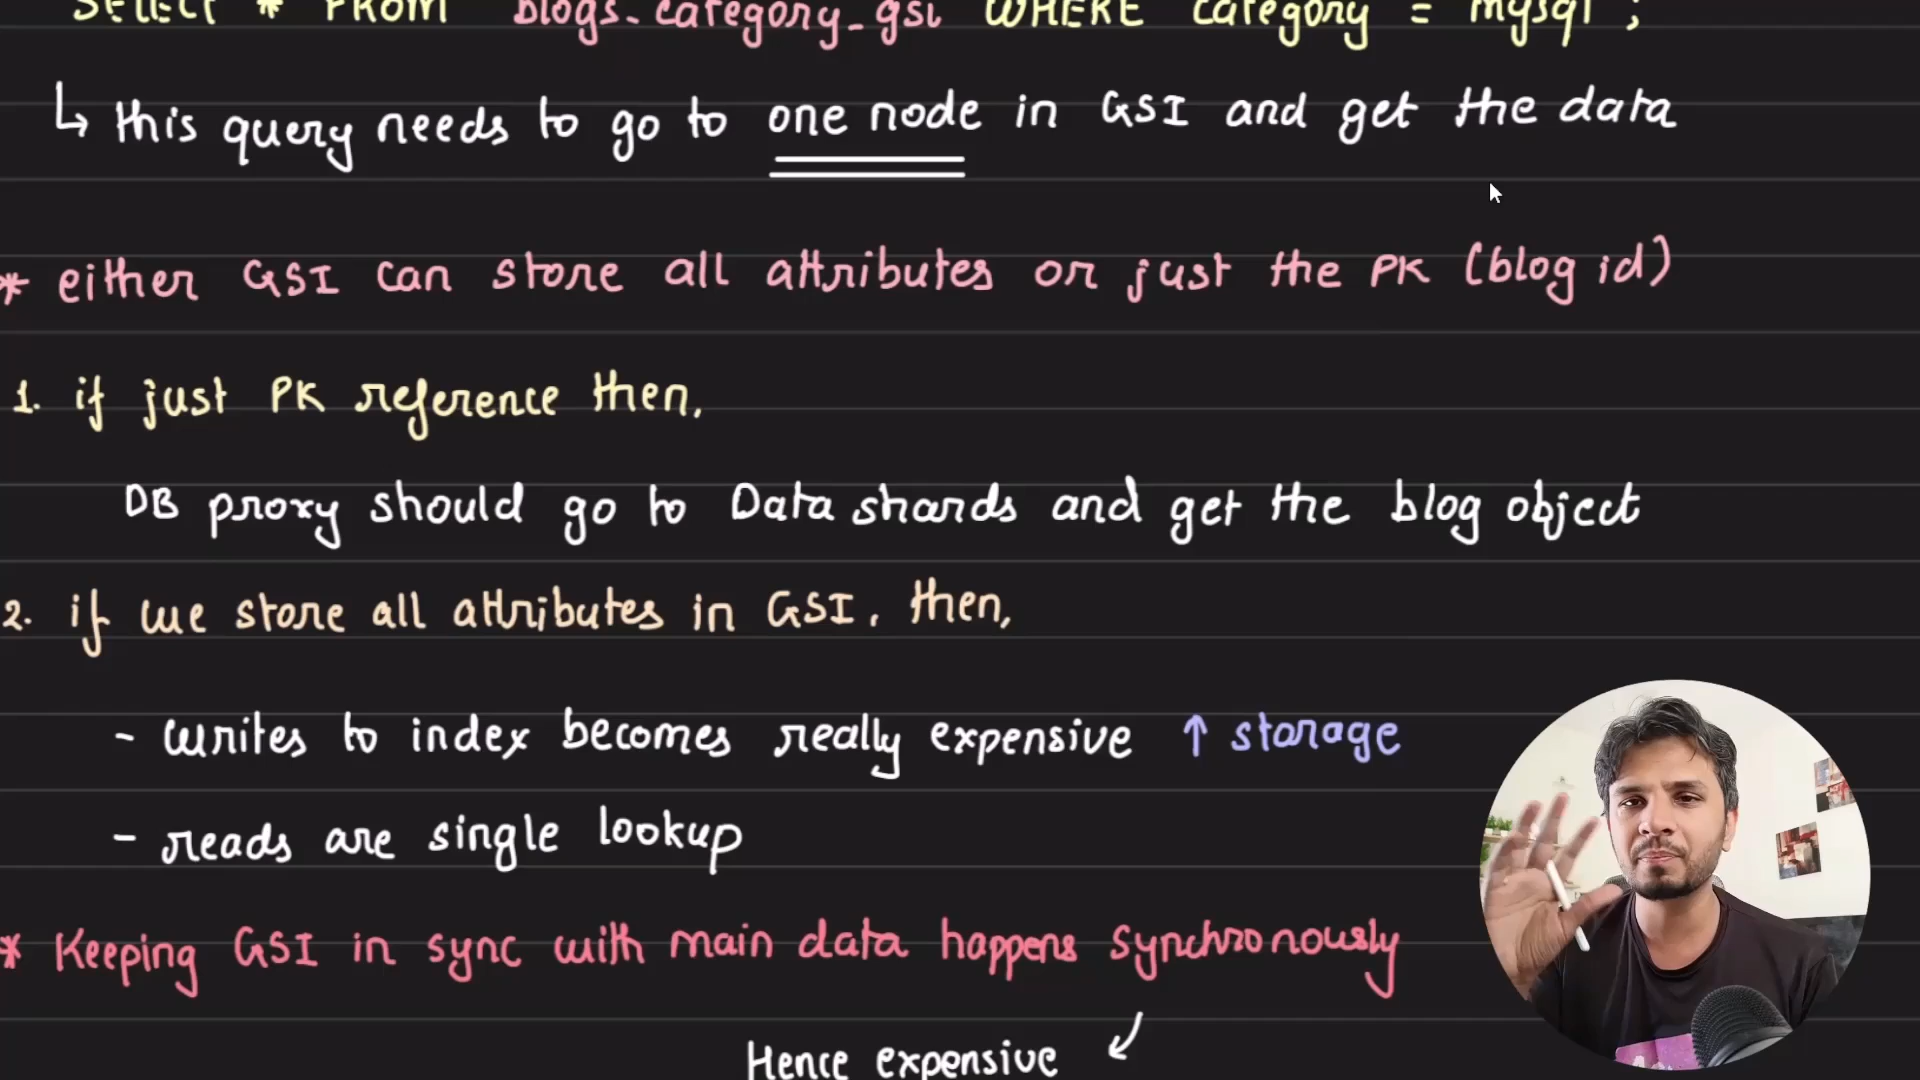 SELECT * FROM blogs_category_gsi WHERE category = mysql ;
↳ this query needs to go to one node in GSI and get the data
* either GSI can store all attributes or just the PK (blog id)
1. if just PK reference then,
DB proxy should go to Data shards and get the blog object
2. if we store all attributes in GSI, then,
- writes to index becomes really expensive ↑ storage
- reads are single lookup
* Keeping GSI in sync with main data happens synchronously
Hence expensive